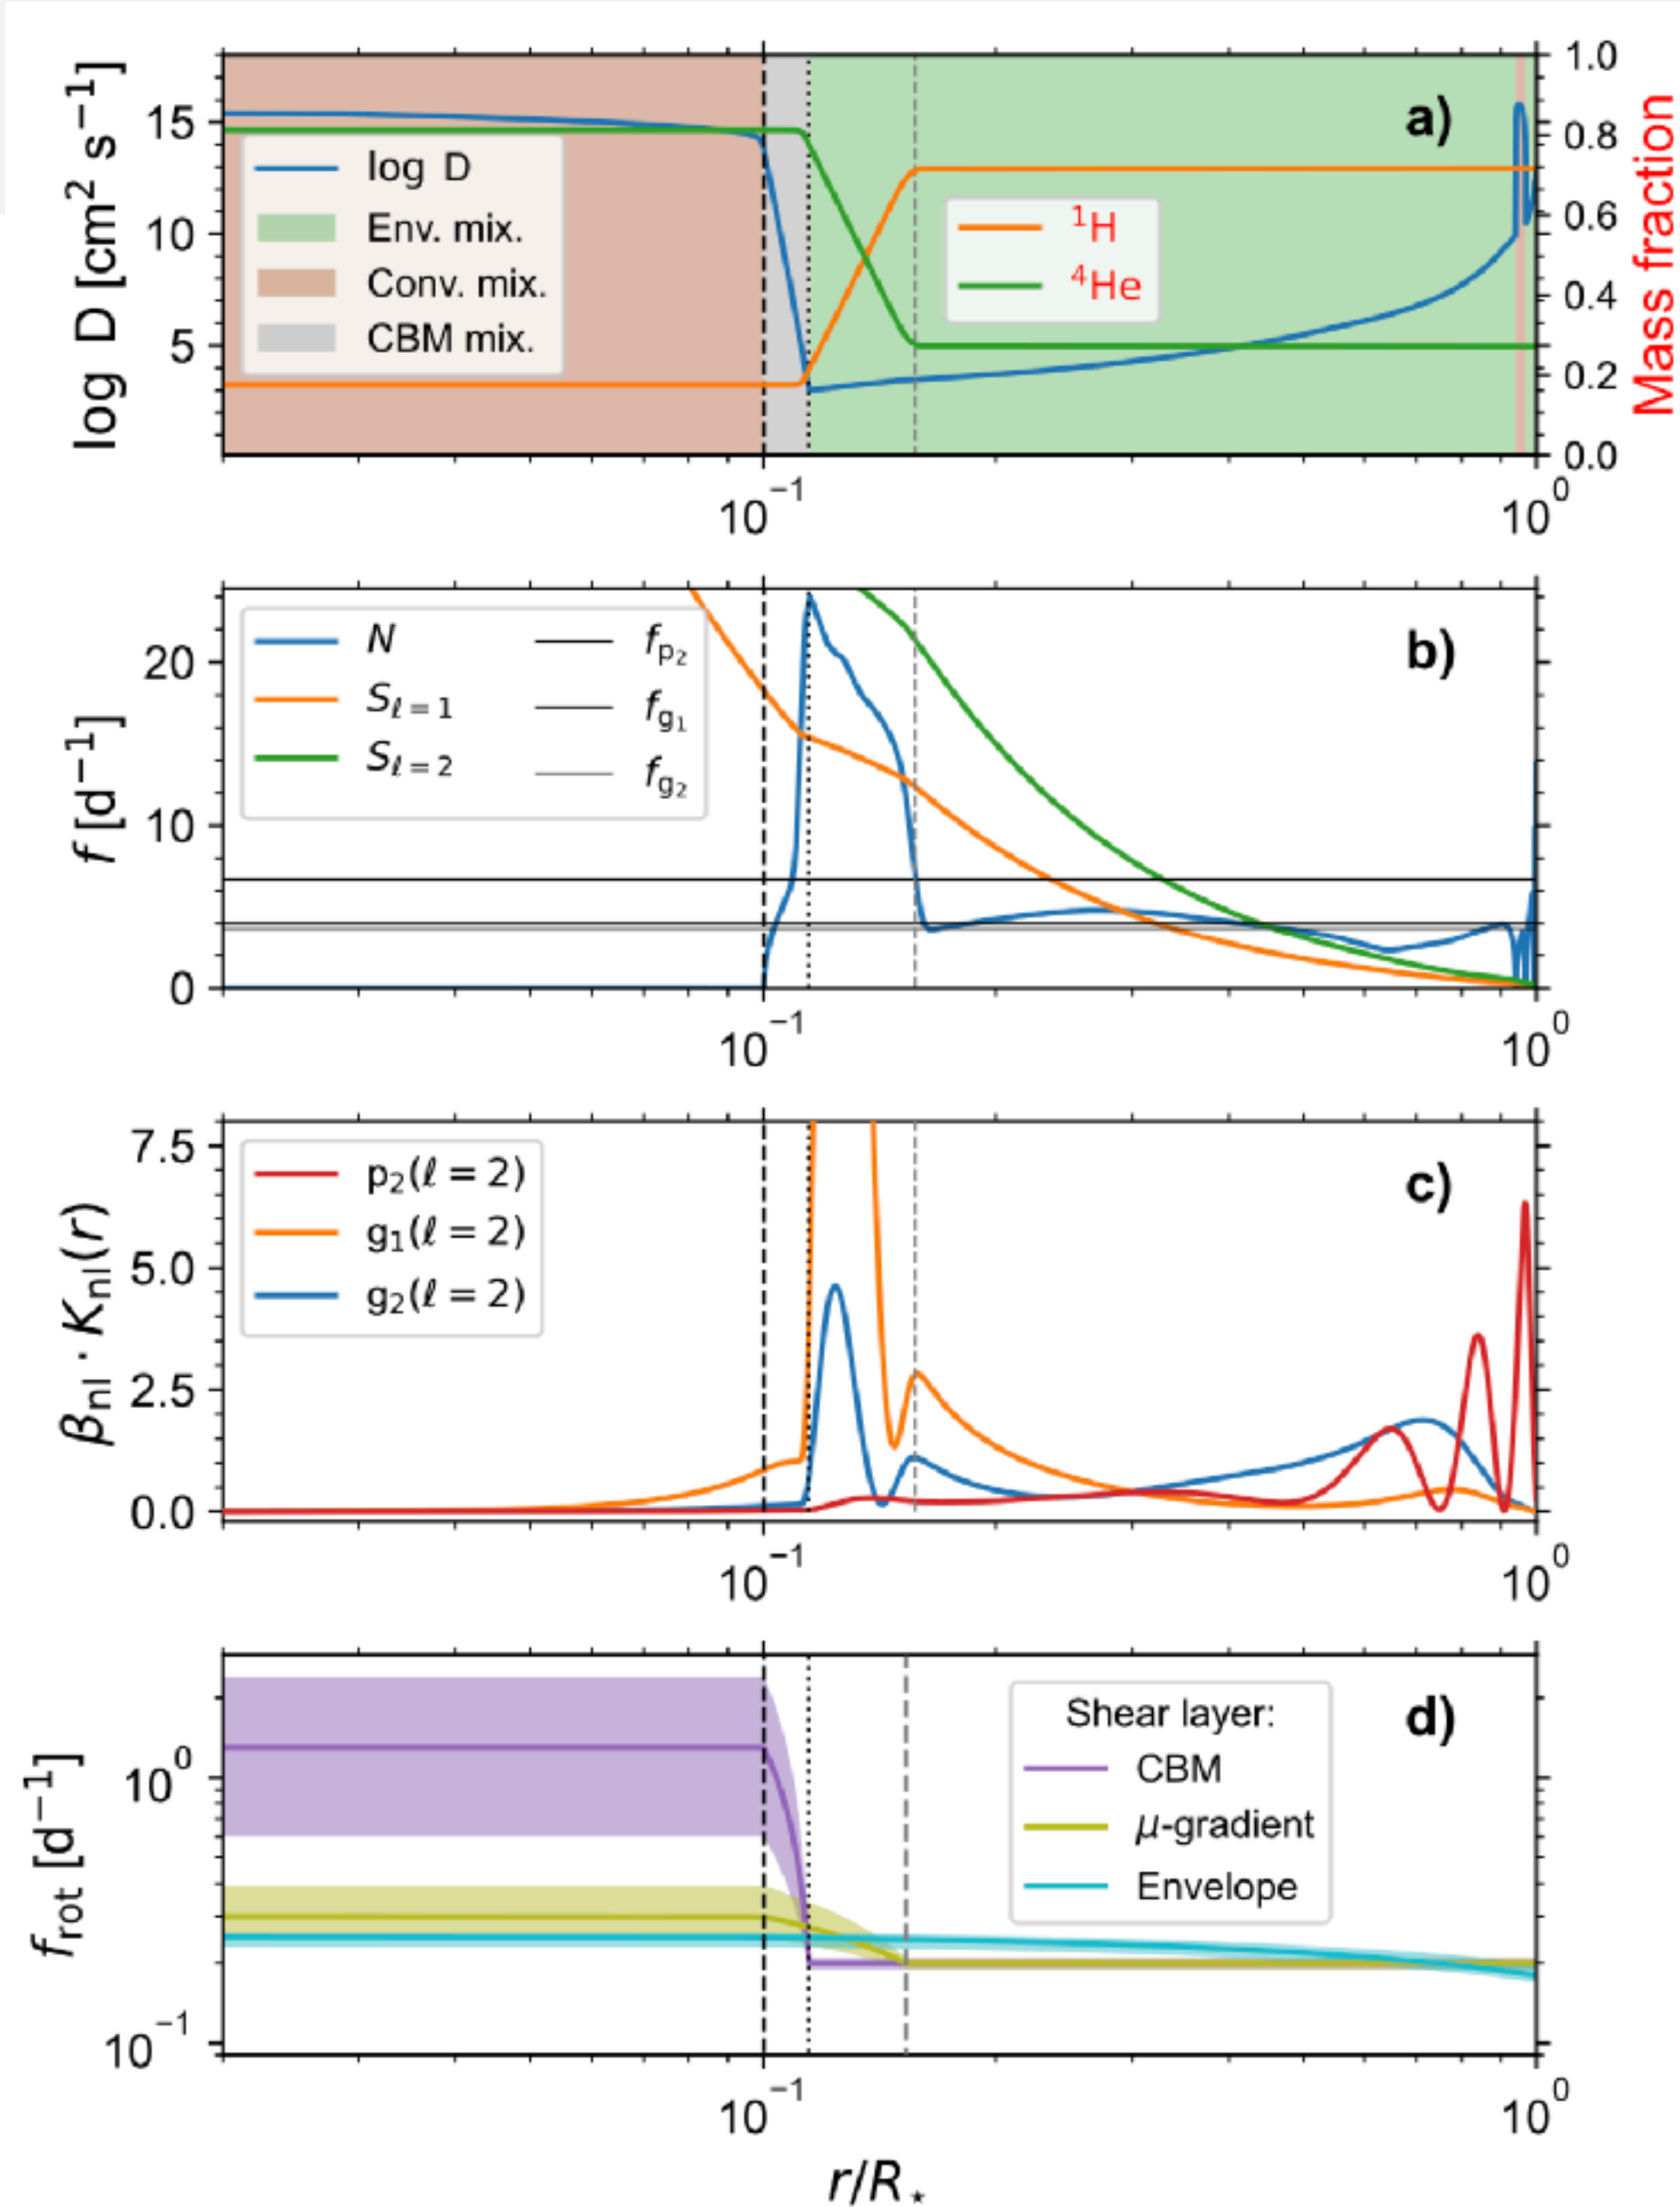 a)
log D [cm² s⁻¹]
15
10
5
log D
Env. mix.
Conv. mix.
CBM mix.
¹H
⁴He
1.0
0.8
0.6
0.4
0.2
0.0
Mass fraction
10⁻¹
10⁰
b)
f [d⁻¹]
20
10
0
N
S_ℓ=1
S_ℓ=2
f_p₂
f_g₁
f_g₂
10⁻¹
10⁰
c)
β_nl · K_nl(r)
7.5
5.0
2.5
0.0
p₂(ℓ = 2)
g₁(ℓ = 2)
g₂(ℓ = 2)
10⁻¹
10⁰
d)
f_rot [d⁻¹]
10⁰
10⁻¹
Shear layer:
CBM
μ-gradient
Envelope
10⁻¹
10⁰
r/R⋆